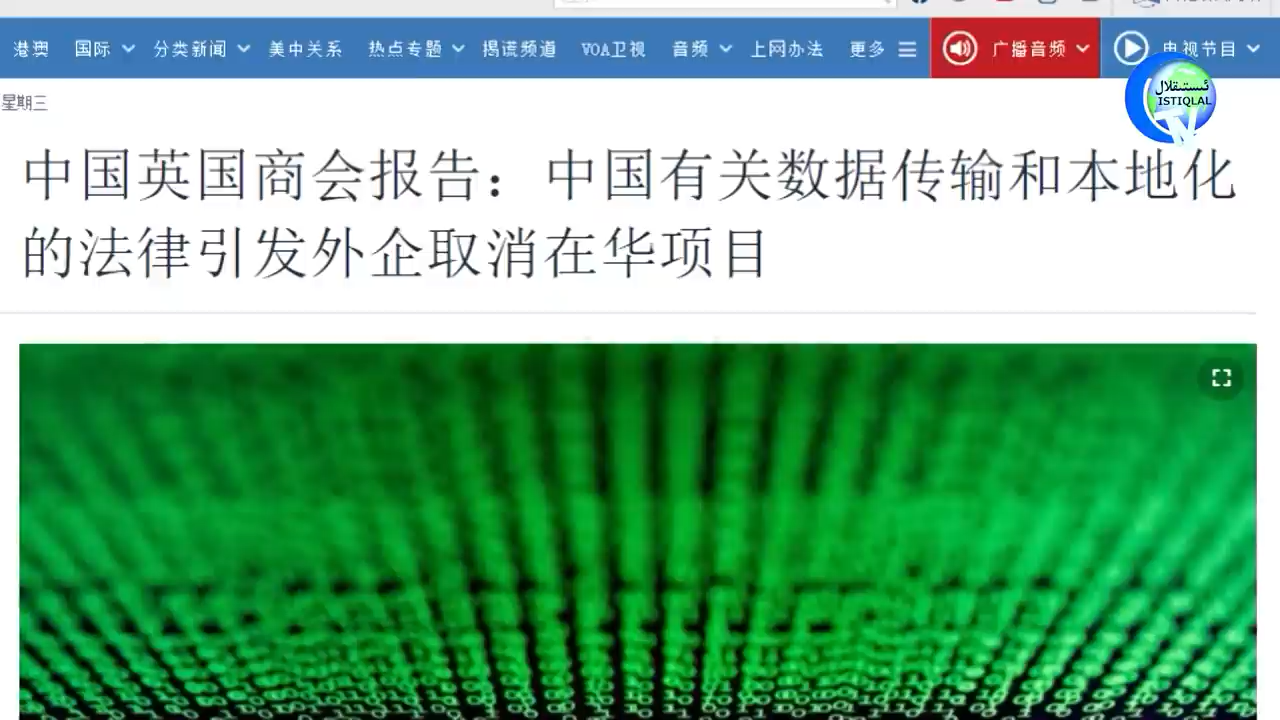 港澳 国际 分类新闻 美中关系 热点专题 揭谎频道 VOA卫视 音频 上网办法 更多 广播音频 电视节目
ئىستىقلال
ISTIQLAL
TV
星期三
中国英国商会报告：中国有关数据传输和本地化
的法律引发外企取消在华项目